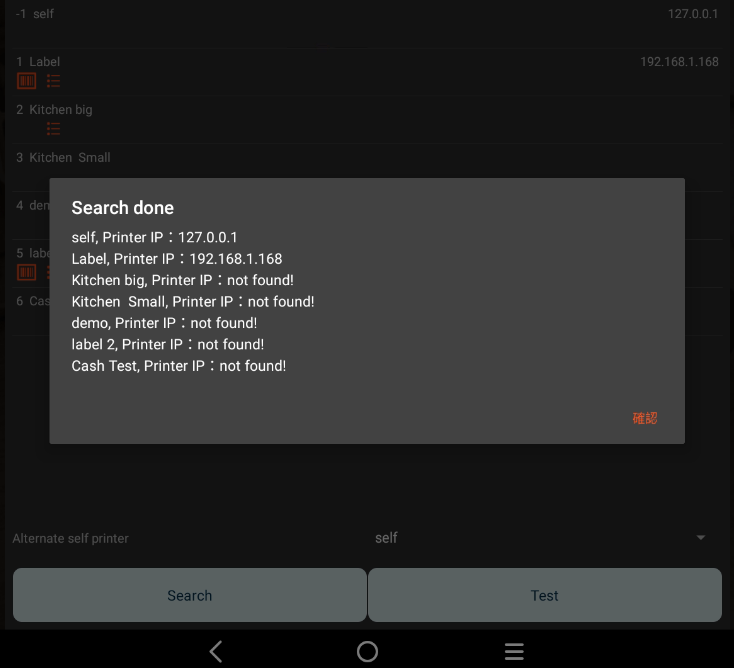 -1 self 127.0.0.1
1 Label 192.168.1.168
2 Kitchen big
3 Kitchen Small
4 den
5 labe
6 Cas
Search done
self, Printer IP：127.0.0.1
Label, Printer IP：192.168.1.168
Kitchen big, Printer IP：not found!
Kitchen  Small, Printer IP：not found!
demo, Printer IP：not found!
label 2, Printer IP：not found!
Cash Test, Printer IP：not found!
確認
Alternate self printer self
Search Test